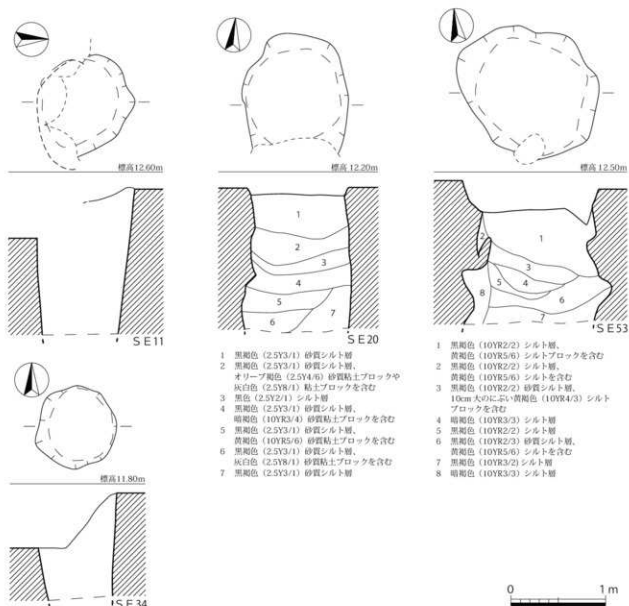 標高12.60m
標高12.20m
標高12.50m
1
2
3
4
5
6
7
1
2
3
4
5
6
7
8
SE11
SE20
SE53
1 黒褐色（2.5Y3/1）砂質シルト層
2 黒褐色（2.5Y3/1）砂質シルト層、
オリーブ褐色（2.5Y4/6）砂質粘土ブロックや
灰白色（2.5Y8/1）粘土ブロックを含む
3 黒色（2.5Y2/1）シルト層
4 黒褐色（2.5Y3/1）砂質シルト層、
暗褐色（10YR3/4）砂質粘土ブロックを含む
5 黒褐色（2.5Y3/1）砂質シルト層、
黄褐色（10YR5/6）砂質粘土ブロックを含む
6 黒褐色（2.5Y3/1）砂質シルト層、
灰白色（2.5Y8/1）砂質粘土ブロックを含む
7 黒褐色（2.5Y3/1）砂質シルト層
1 黒褐色（10YR2/2）シルト層、
黄褐色（10YR5/6）シルトブロックを含む
2 黒褐色（10YR2/2）シルト層、
黄褐色（10YR5/6）シルトを含む
3 黒褐色（10YR2/2）砂質シルト層、
10cm大のにぶい黄褐色（10YR4/3）シルト
ブロックを含む
4 暗褐色（10YR3/3）シルト層
5 黒褐色（10YR2/2）シルト層
6 黒褐色（10YR2/3）砂質シルト層、
黄褐色（10YR5/6）シルトを含む
7 黒褐色（10YR3/2）シルト層
8 暗褐色（10YR3/3）シルト層
標高11.80m
SE34
0 1m